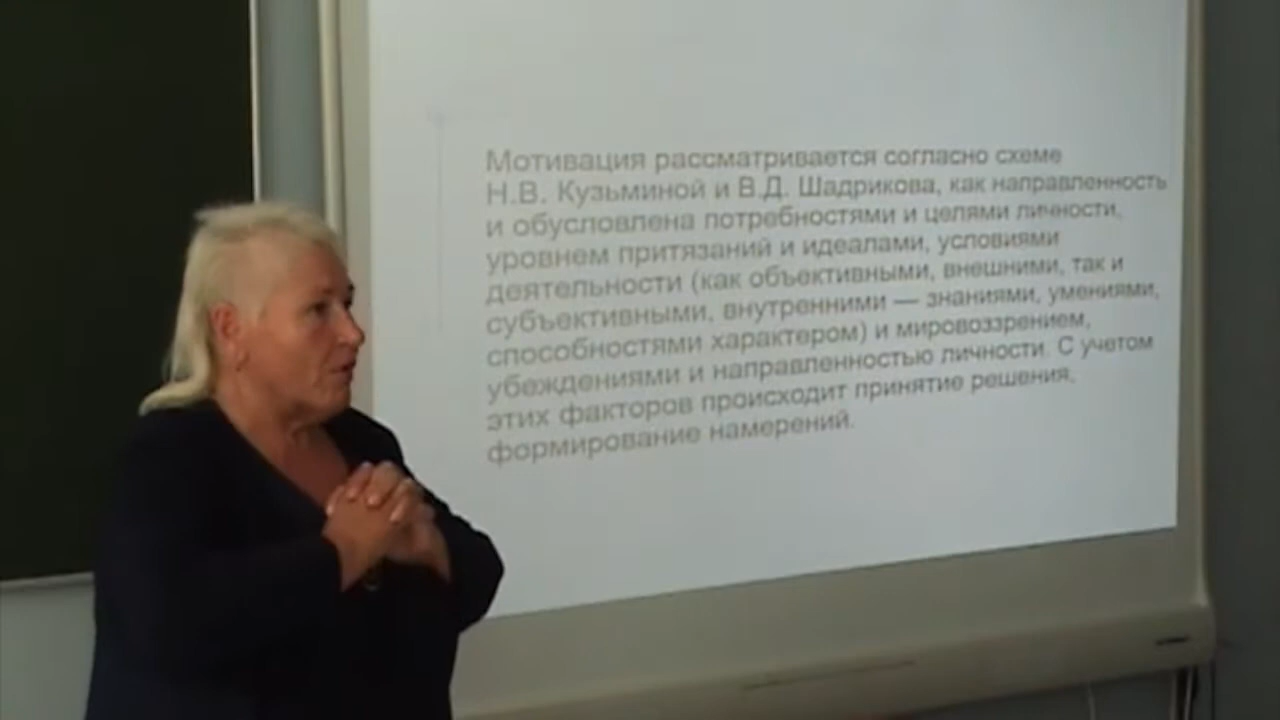 Мотивация рассматривается согласно схеме
Н.В. Кузьминой и В.Д. Шадрикова, как направленность
и обусловлена потребностями и целями личности,
уровнем притязаний и идеалами, условиями
деятельности (как объективными, внешними, так и
субъективными, внутренними — знаниями, умениями,
способностями характером) и мировоззрением,
убеждениями и направленностью личности. С учетом
этих факторов происходит принятие решения,
формирование намерений.